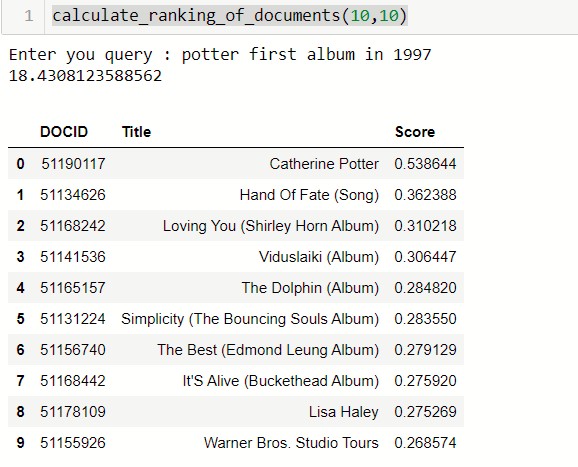 1 calculate_ranking_of_documents(10,10)
Enter you query : potter first album in 1997
18.4308123588562
DOCID Title Score
0 51190117 Catherine Potter 0.538644
1 51134626 Hand Of Fate (Song) 0.362388
2 51168242 Loving You (Shirley Horn Album) 0.310218
3 51141536 Viduslaiki (Album) 0.306447
4 51165157 The Dolphin (Album) 0.284820
5 51131224 Simplicity (The Bouncing Souls Album) 0.283550
6 51156740 The Best (Edmond Leung Album) 0.279129
7 51168442 It'S Alive (Buckethead Album) 0.275920
8 51178109 Lisa Haley 0.275269
9 51155926 Warner Bros. Studio Tours 0.268574